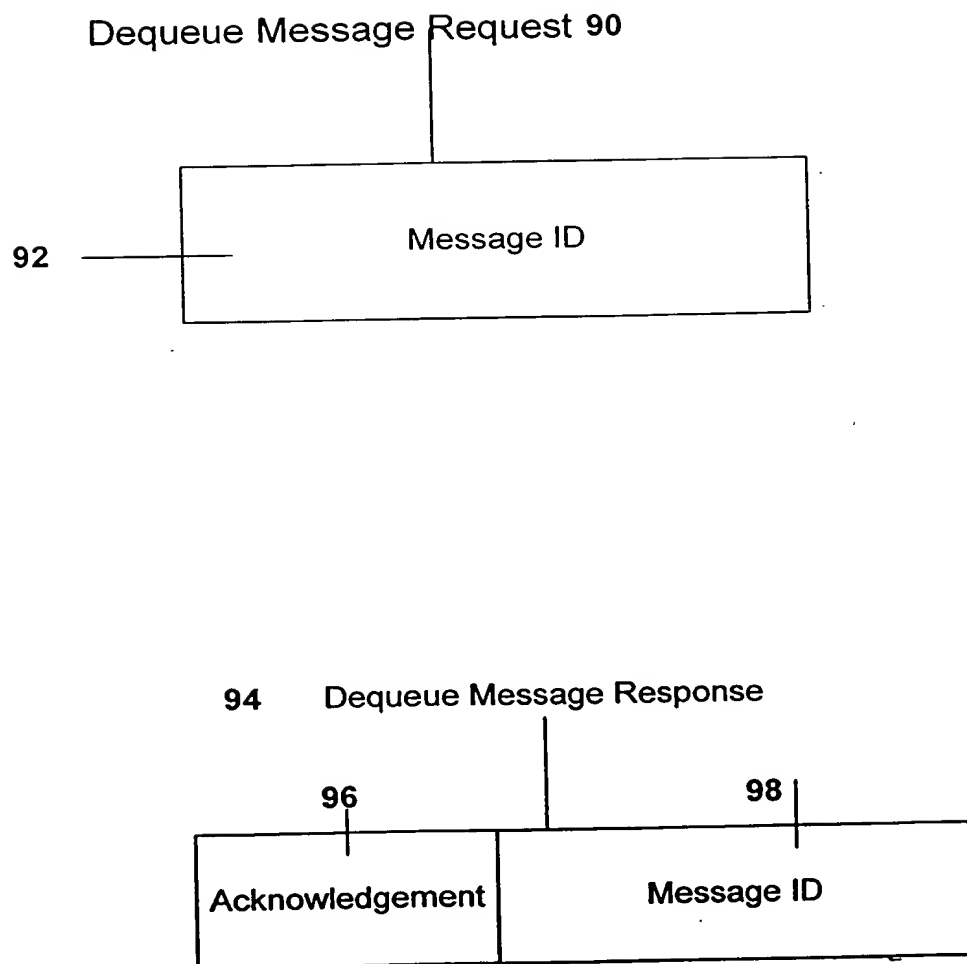 Dequeue Message Request 90
92
Message ID
94 Dequeue Message Response
96
98
Acknowledgement
Message ID